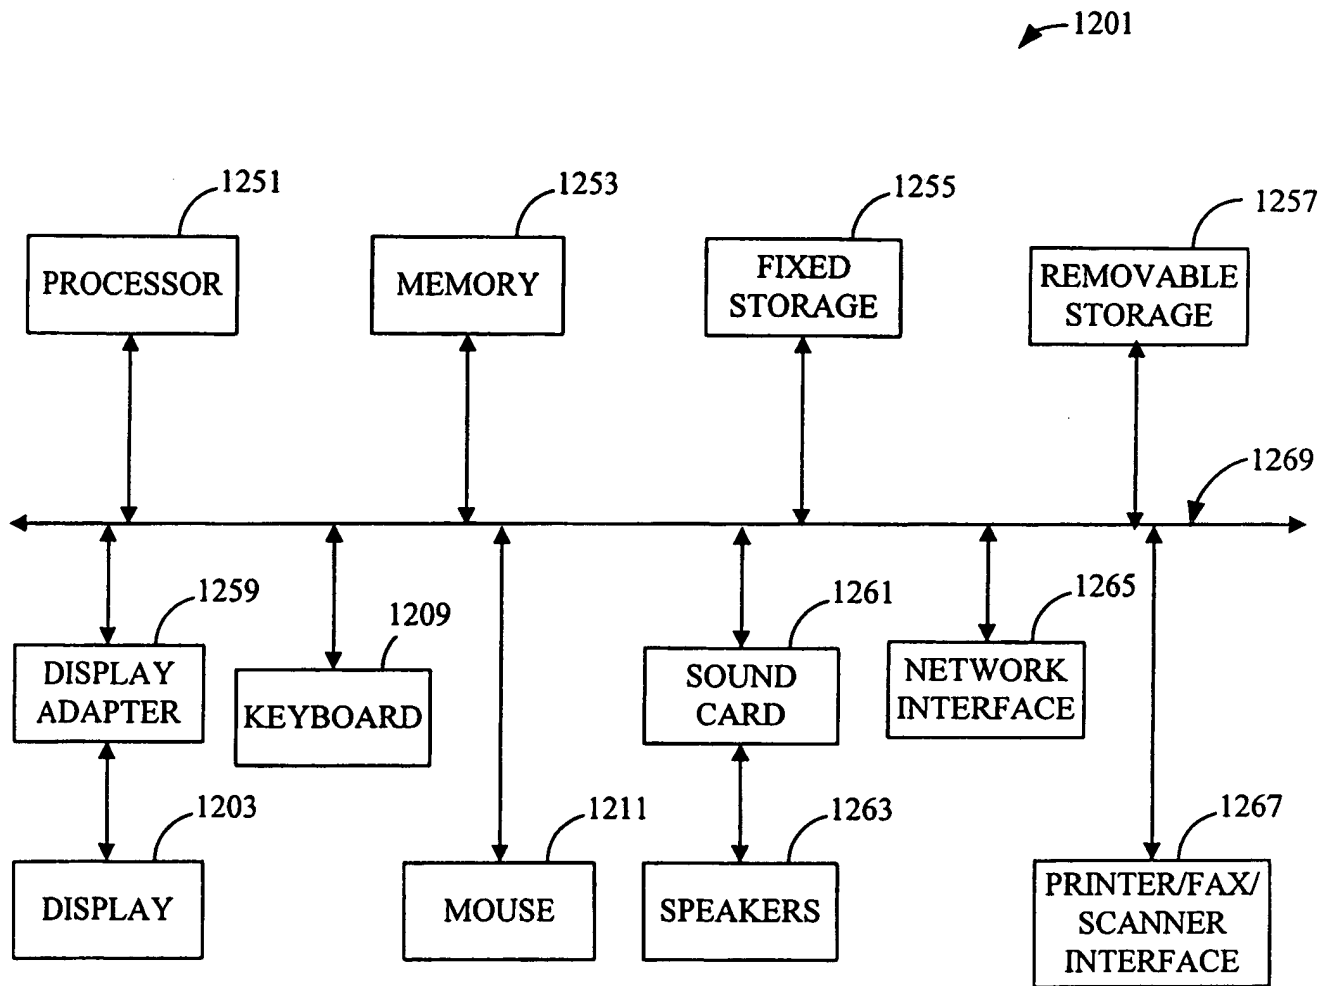 1201
1251
1253
1255
1257
PROCESSOR
MEMORY
FIXED
STORAGE
REMOVABLE
STORAGE
1269
1259
1209
1261
1265
DISPLAY
ADAPTER
KEYBOARD
SOUND
CARD
NETWORK
INTERFACE
1203
1211
1263
1267
DISPLAY
MOUSE
SPEAKERS
PRINTER/FAX/
SCANNER
INTERFACE